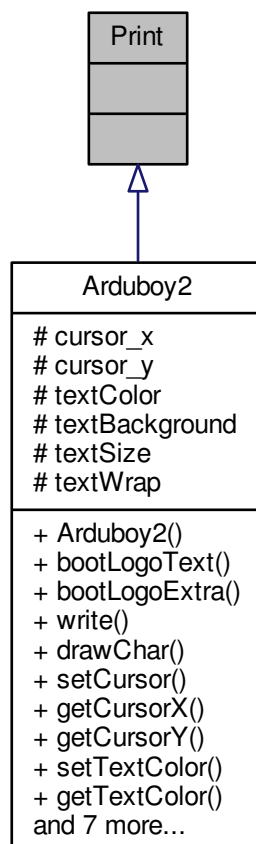 Print
Arduboy2
# cursor_x
# cursor_y
# textColor
# textBackground
# textSize
# textWrap
+ Arduboy2()
+ bootLogoText()
+ bootLogoExtra()
+ write()
+ drawChar()
+ setCursor()
+ getCursorX()
+ getCursorY()
+ setTextColor()
+ getTextColor()
and 7 more...